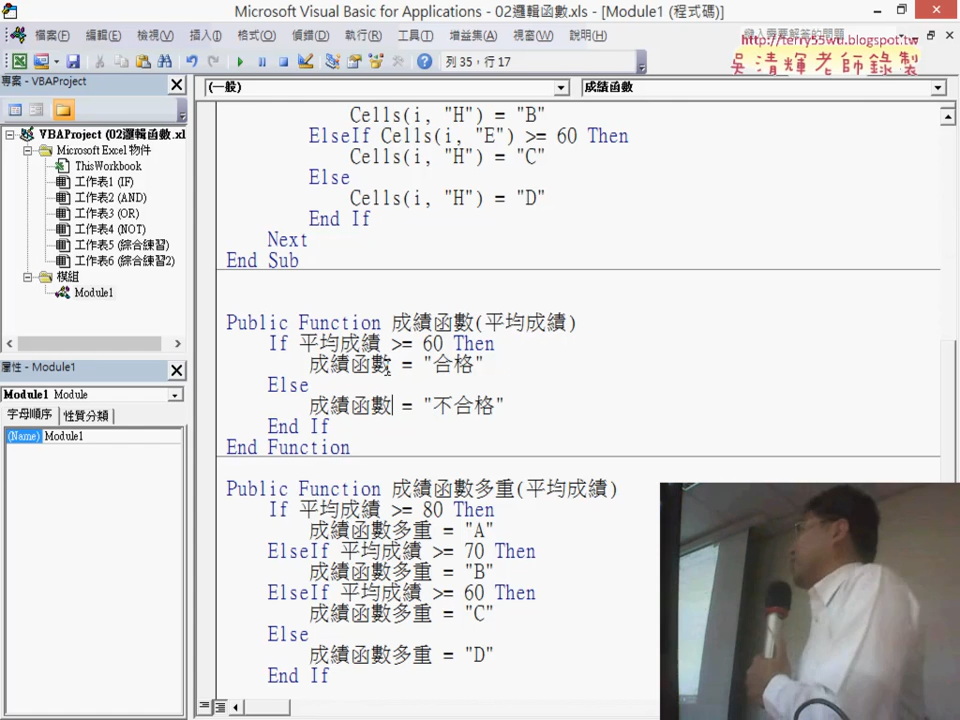 Microsoft Visual Basic for Applications - 02邏輯函數.xls - [Module1 (程式碼)]
檔案(F) 編輯(E) 檢視(V) 插入(I) 格式(O) 偵錯(D) 執行(R) 工具(T) 增益集(A) 視窗(W) 說明(H)
http://terry55wu.blogspot.tw
吳清輝老師錄製
列 35, 行 17
專案 - VBAProject
(一般)
成績函數
VBAProject (02邏輯函數.xl
Microsoft Excel 物件
ThisWorkbook
工作表1 (IF)
工作表2 (AND)
工作表3 (OR)
工作表4 (NOT)
工作表5 (綜合練習)
工作表6 (綜合練習2)
模組
Module1
屬性 - Module1
Module1 Module
字母順序 性質分類
(Name) Module1
Cells(i, "H") = "B"
ElseIf Cells(i, "E") >= 60 Then
Cells(i, "H") = "C"
Else
Cells(i, "H") = "D"
End If
Next
End Sub
Public Function 成績函數(平均成績)
If 平均成績 >= 60 Then
成績函數 = "合格"
Else
成績函數 = "不合格"
End If
End Function
Public Function 成績函數多重(平均成績)
If 平均成績 >= 80 Then
成績函數多重 = "A"
ElseIf 平均成績 >= 70 Then
成績函數多重 = "B"
ElseIf 平均成績 >= 60 Then
成績函數多重 = "C"
Else
成績函數多重 = "D"
End If